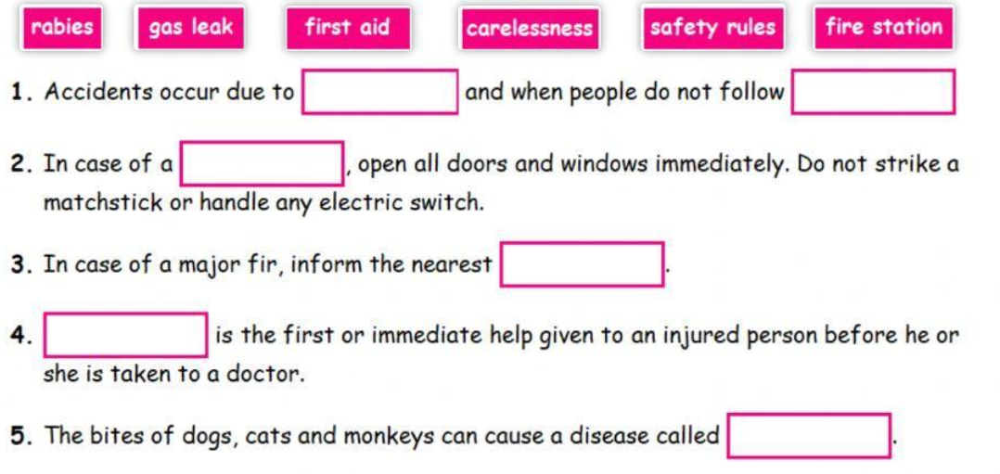 rabies gas leak first aid carelessness safety rules fire station
1. Accidents occur due to and when people do not follow
2. In case of a , open all doors and windows immediately. Do not strike a
matchstick or handle any electric switch.
3. In case of a major fir, inform the nearest .
4. is the first or immediate help given to an injured person before he or
she is taken to a doctor.
5. The bites of dogs, cats and monkeys can cause a disease called .